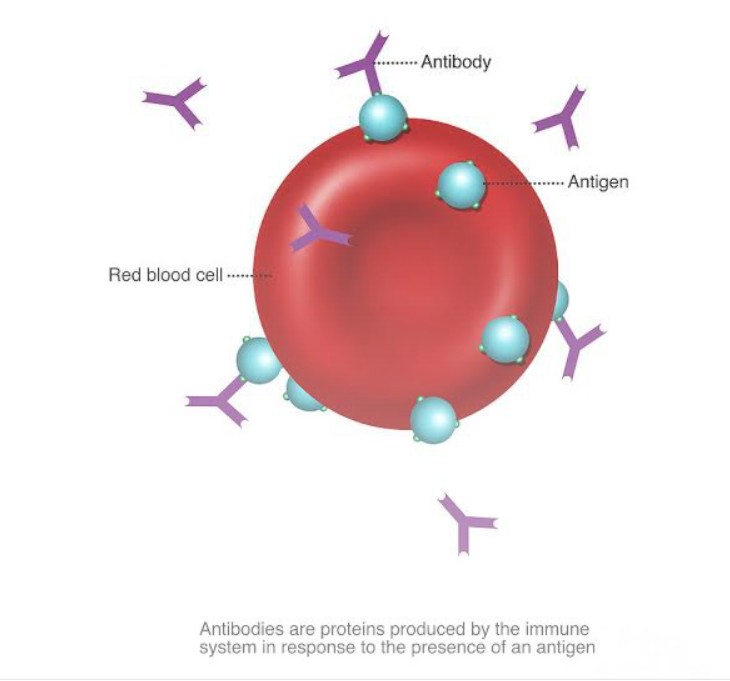 Antibody
Antigen
Red blood cell
Antibodies are proteins produced by the immune
system in response to the presence of an antigen